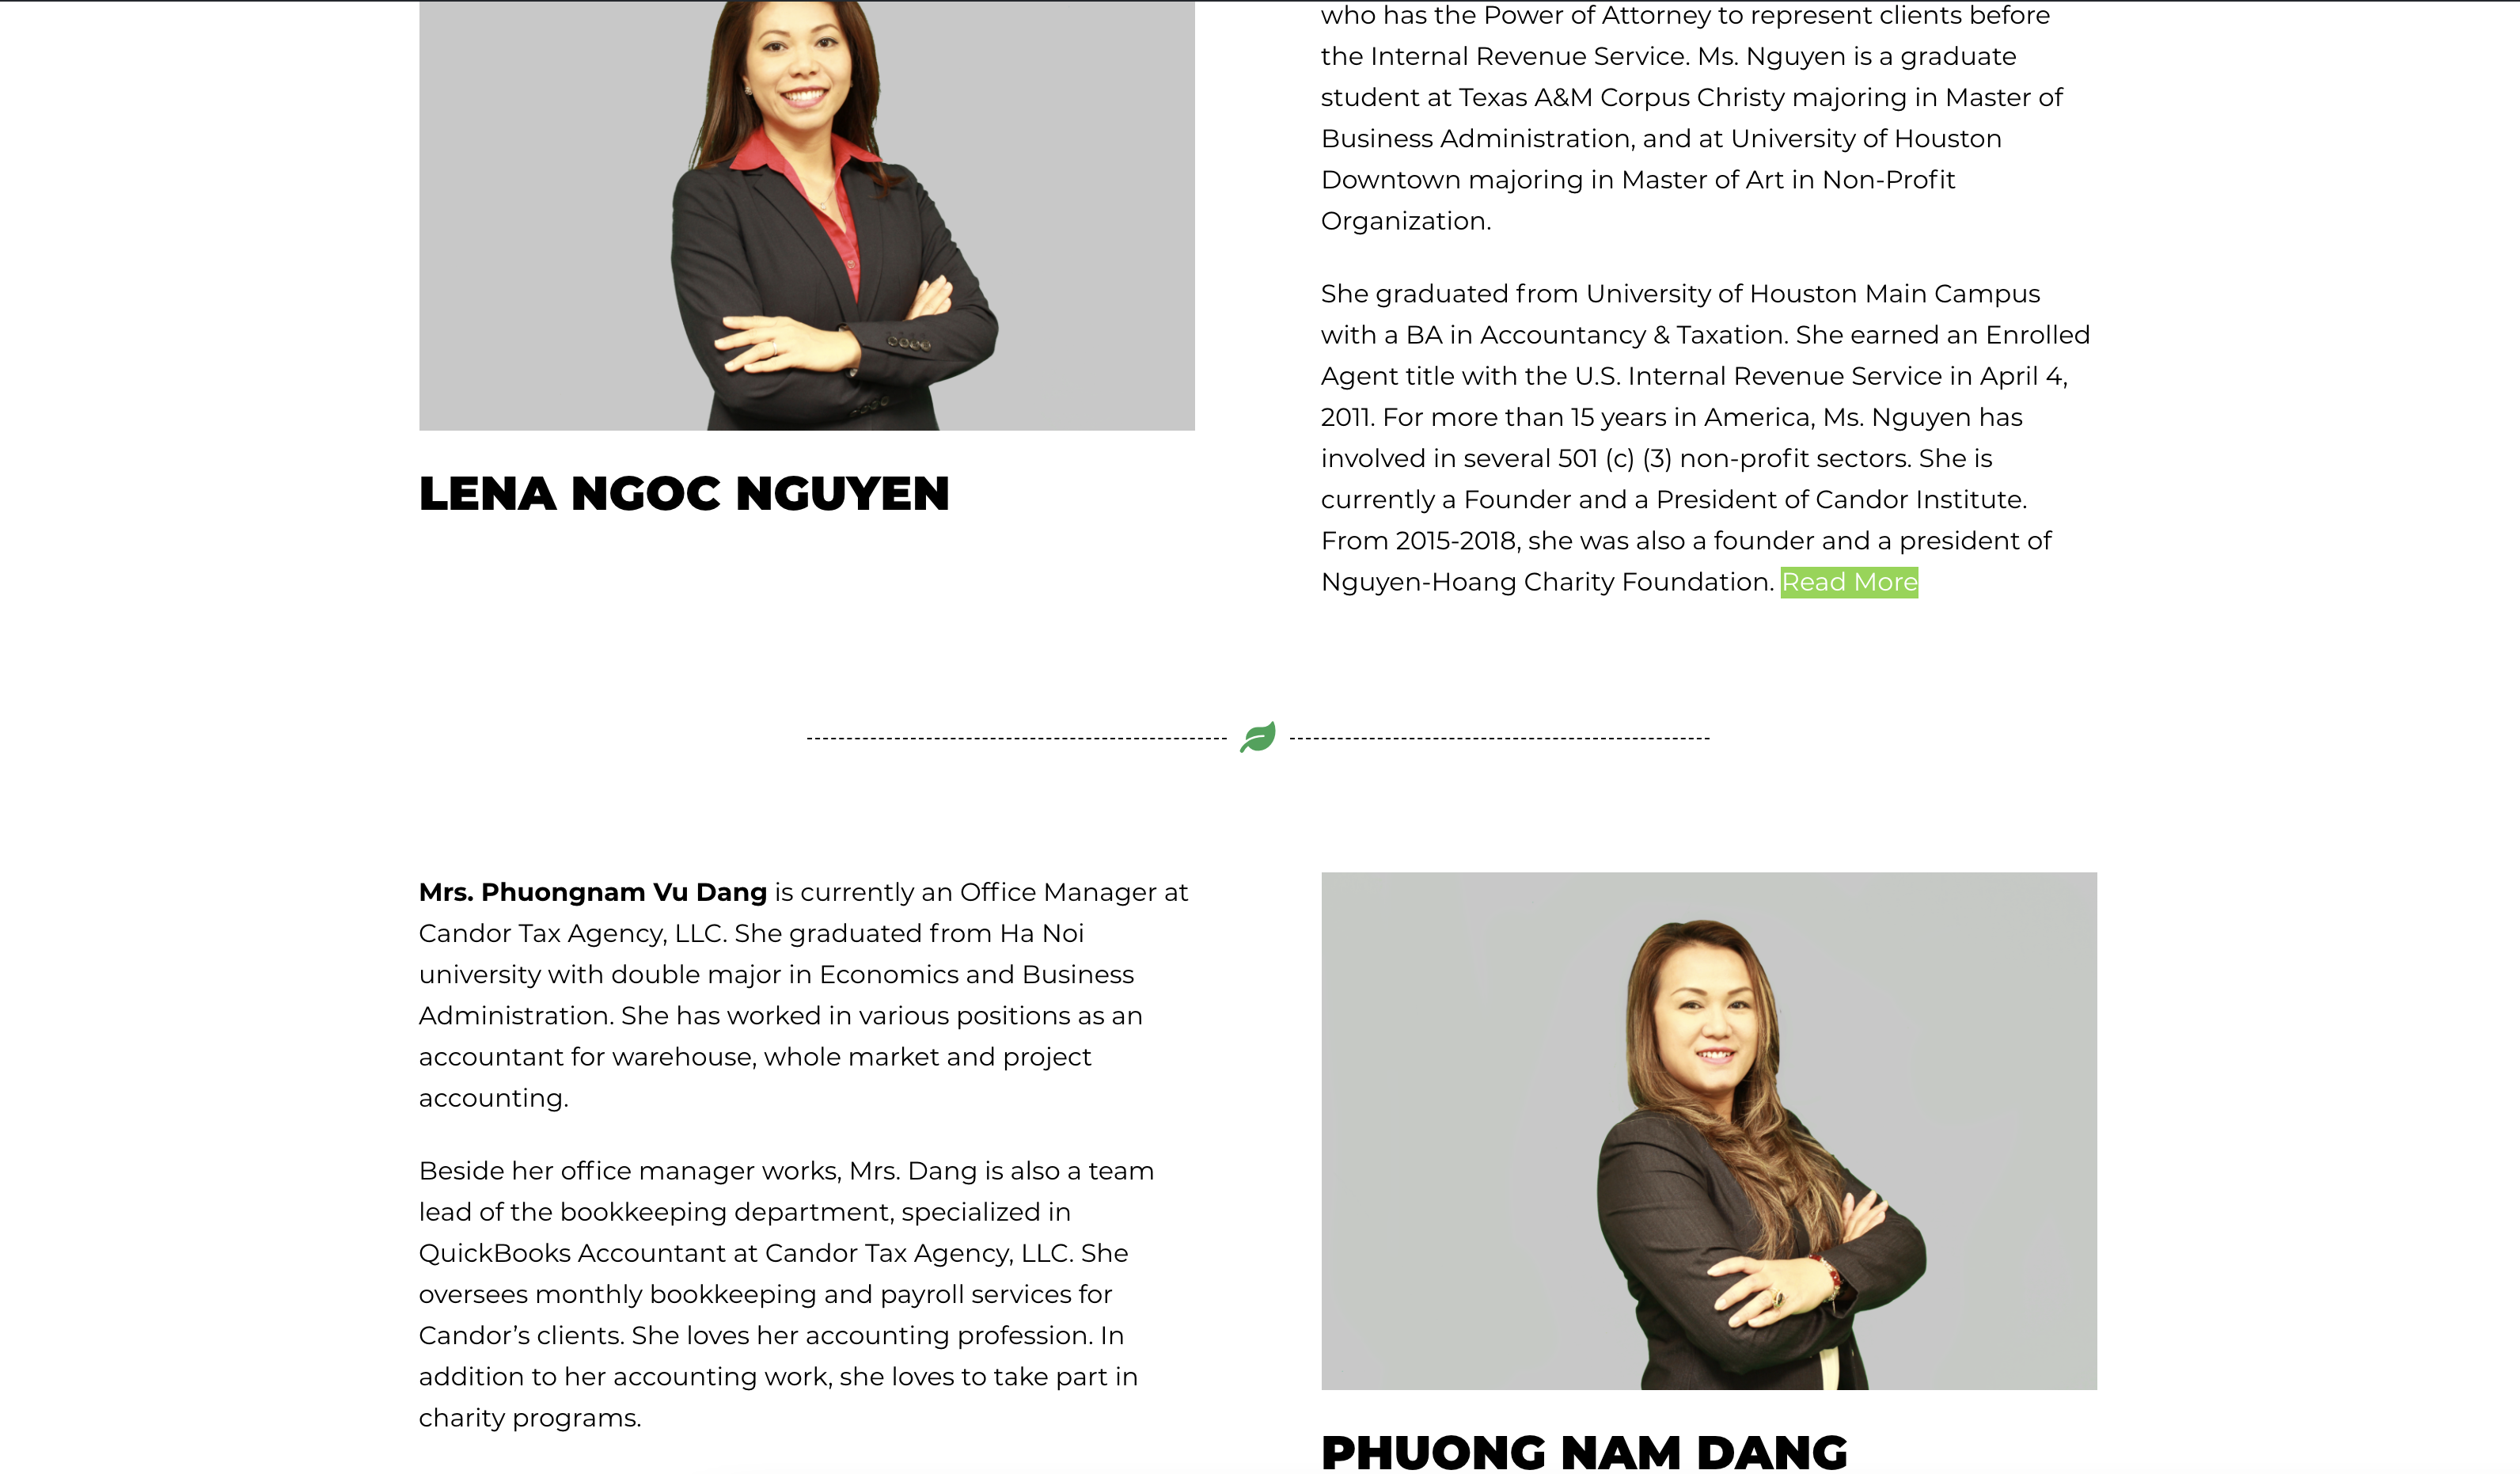 who has the Power of Attorney to represent clients before
the Internal Revenue Service. Ms. Nguyen is a graduate
student at Texas A&M Corpus Christy majoring in Master of
Business Administration, and at University of Houston
Downtown majoring in Master of Art in Non-Profit
Organization.
She graduated from University of Houston Main Campus
with a BA in Accountancy & Taxation. She earned an Enrolled
Agent title with the U.S. Internal Revenue Service in April 4,
2011. For more than 15 years in America, Ms. Nguyen has
involved in several 501 (c) (3) non-profit sectors. She is
currently a Founder and a President of Candor Institute.
From 2015-2018, she was also a founder and a president of
Nguyen-Hoang Charity Foundation. Read More
LENA NGOC NGUYEN
Mrs. Phuongnam Vu Dang is currently an Office Manager at
Candor Tax Agency, LLC. She graduated from Ha Noi
university with double major in Economics and Business
Administration. She has worked in various positions as an
accountant for warehouse, whole market and project
accounting.
Beside her office manager works, Mrs. Dang is also a team
lead of the bookkeeping department, specialized in
QuickBooks Accountant at Candor Tax Agency, LLC. She
oversees monthly bookkeeping and payroll services for
Candor’s clients. She loves her accounting profession. In
addition to her accounting work, she loves to take part in
charity programs.
PHUONG NAM DANG